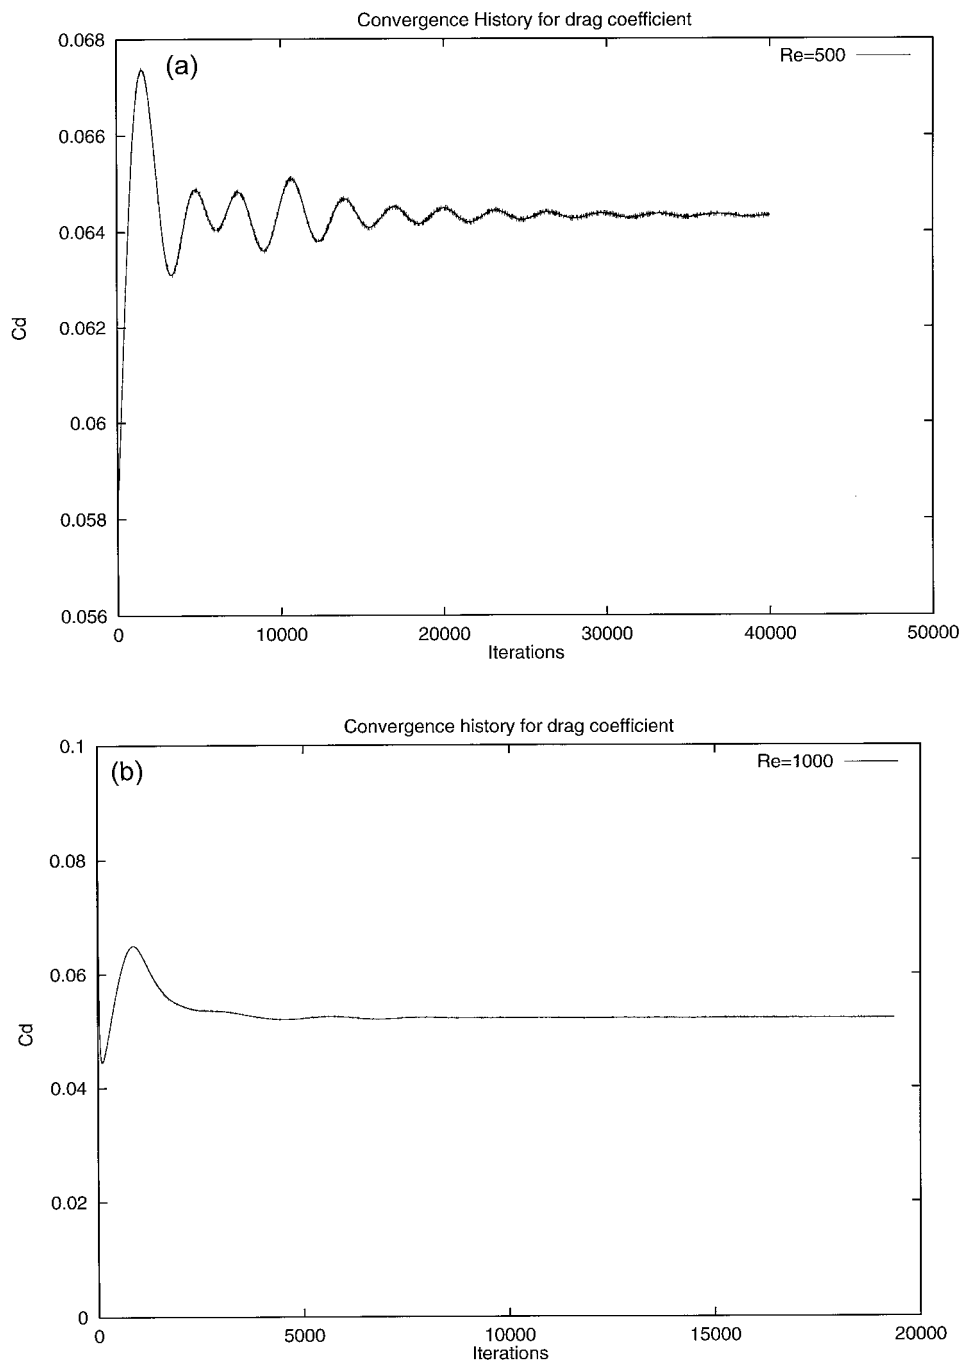 Convergence History for drag coefficient
0.068
(a)
Re=500
0.066
0.064
0.062
Cd
0.06
0.058
0.056
0
10000
20000
30000
40000
50000
Iterations
Convergence history for drag coefficient
0.1
(b)
Re=1000
0.08
0.06
Cd
0.04
0.02
0
0
5000
10000
15000
20000
Iterations